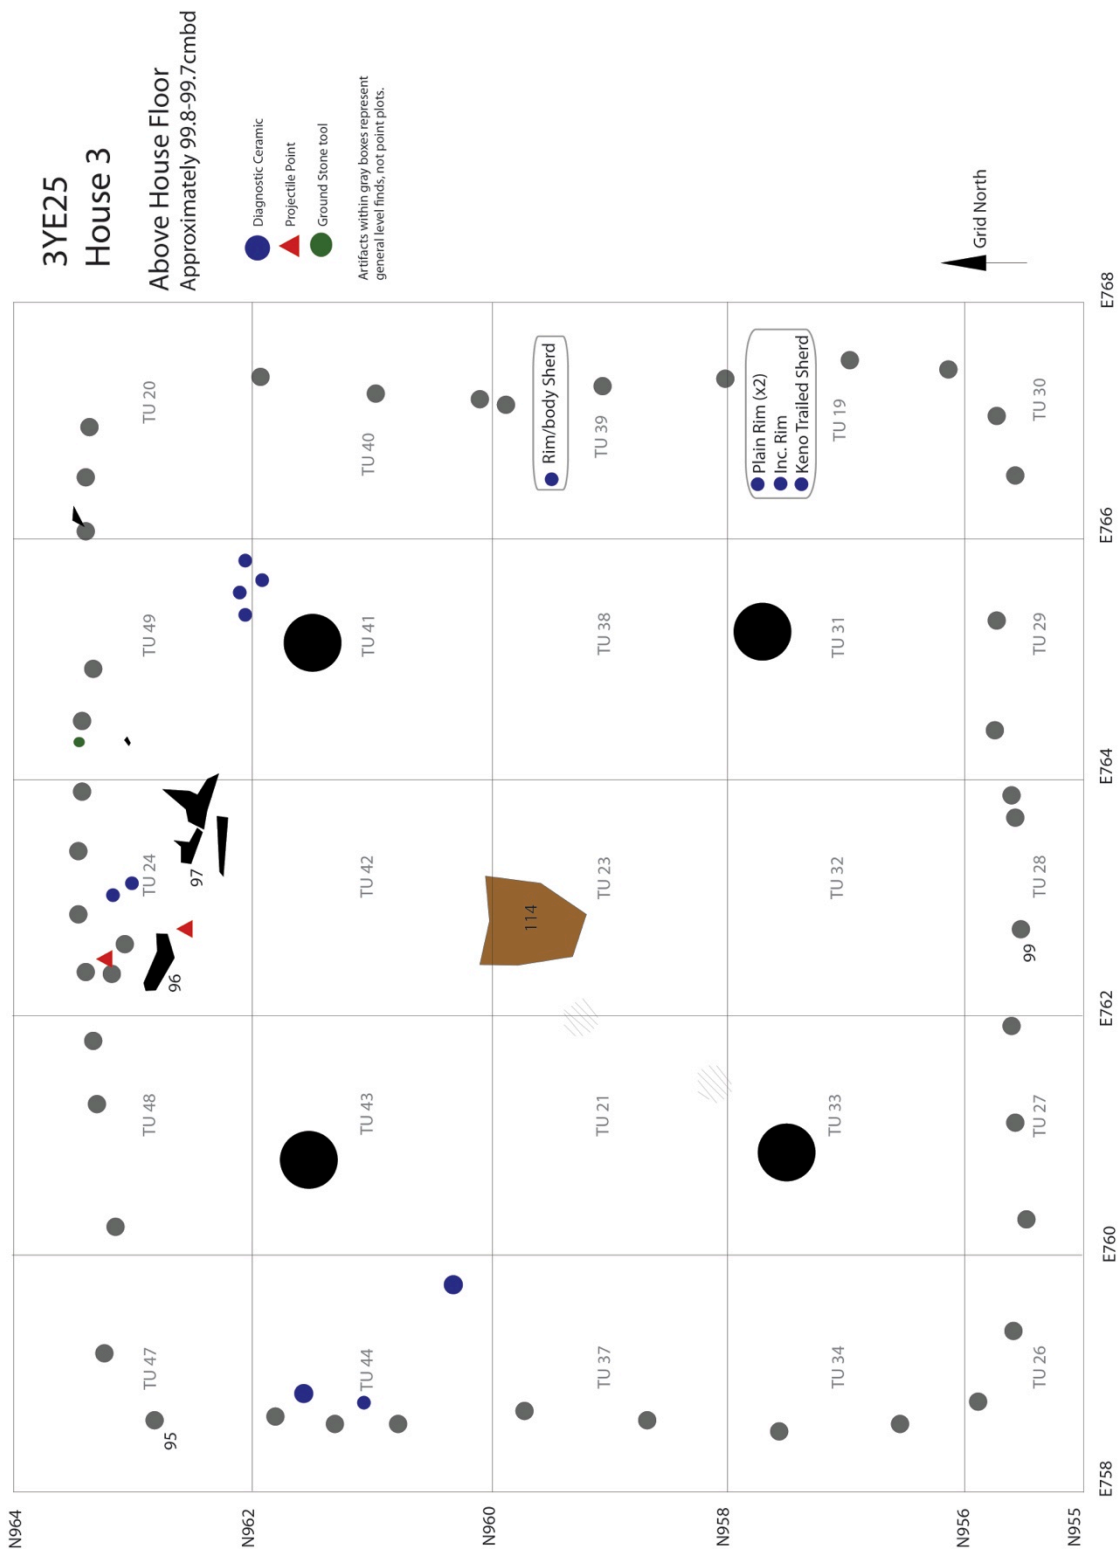 3YE25
House 3
Above House Floor
Approximately 99.8-99.7cmbd
Diagnostic Ceramic
Projectile Point
Ground Stone tool
Artifacts within gray boxes represent
general level finds, not point plots.
Grid North
N964
N962
N960
N958
N956
N955
E758
E760
E762
E764
E766
E768
TU 47
TU 48
TU 24
TU 49
TU 20
95
96
97
TU 44
TU 43
TU 42
TU 41
TU 40
TU 37
TU 21
TU 23
TU 38
TU 39
114
Rim/body Sherd
TU 34
TU 33
TU 32
TU 31
TU 19
Plain Rim (x2)
Inc. Rim
Keno Trailed Sherd
TU 26
TU 27
TU 28
TU 29
TU 30
99